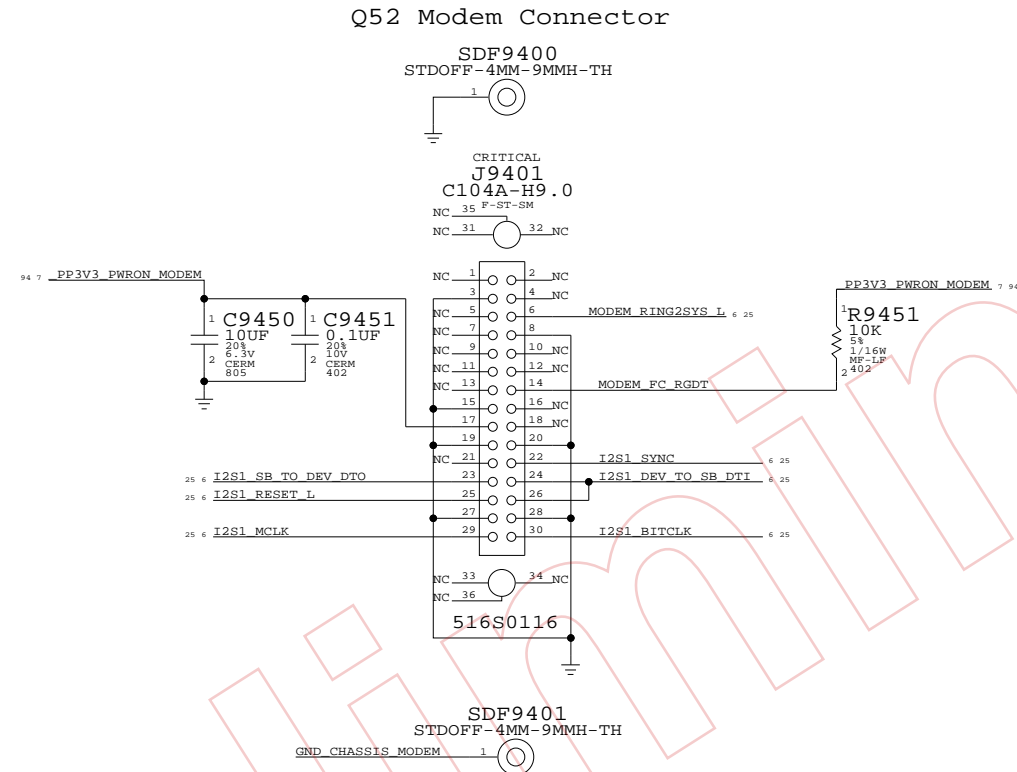 Q52 Modem Connector
SDF9400
STDOFF-4MM-9MMH-TH
1
CRITICAL
J9401
C104A-H9.0
F-ST-SM
NC 35
NC 31 32 NC
94 7 PP3V3_PWRON_MODEM
PP3V3_PWRON_MODEM 7 94
1 C9450
10UF
20%
6.3V
2 CERM
805
1 C9451
0.1UF
20%
10V
2 CERM
402
1 R9451
10K
5%
1/16W
MF-LF
2 402
NC 1 2 NC
3 4 NC
NC 5 6 MODEM_RING2SYS_L 6 25
NC 7 8
NC 9 10 NC
NC 11 12 NC
NC 13 14 MODEM_FC_RGDT
15 16 NC
17 18 NC
19 20
NC 21 22 I2S1_SYNC 6 25
25 6 I2S1_SB_TO_DEV_DTO 23 24 I2S1_DEV_TO_SB_DTI 6 25
25 6 I2S1_RESET_L 25 26
27 28
25 6 I2S1_MCLK 29 30 I2S1_BITCLK 6 25
NC 33 34 NC
NC 36
516S0116
SDF9401
STDOFF-4MM-9MMH-TH
GND_CHASSIS_MODEM 1